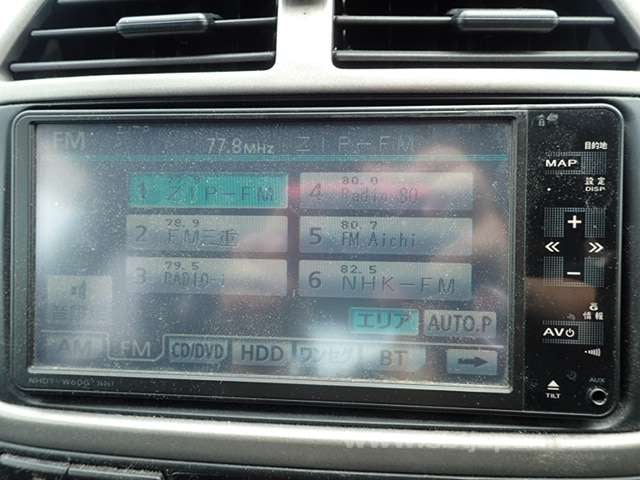 FM 77.8MHz Z I P-FM
1 ZIP-FM
80.0
4 Radio 80
78.9
2 FM三重
80.7
5 FM Aichi
79.5
3 RADIO-i
82.5
6 NHK-FM
エリア AUTO.P
AM FM CD/DVD HDD ワンセグ BT
目的地
MAP
設定
DISP
+
−
情報
AV
TILT
AUX